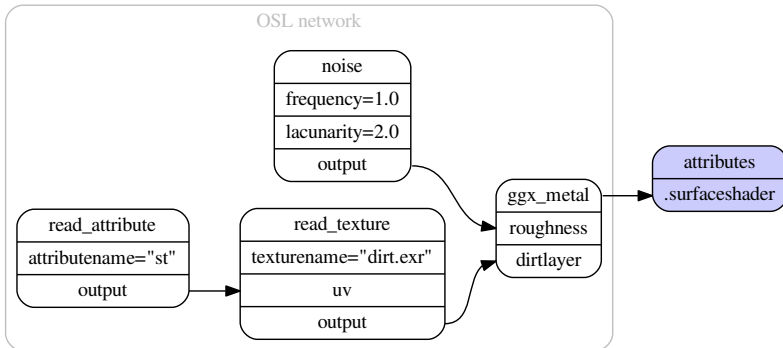 OSL network
noise
frequency=1.0
lacunarity=2.0
output
read_attribute
attributename="st"
output
read_texture
texturename="dirt.exr"
uv
output
ggx_metal
roughness
dirtlayer
attributes
.surfaceshader